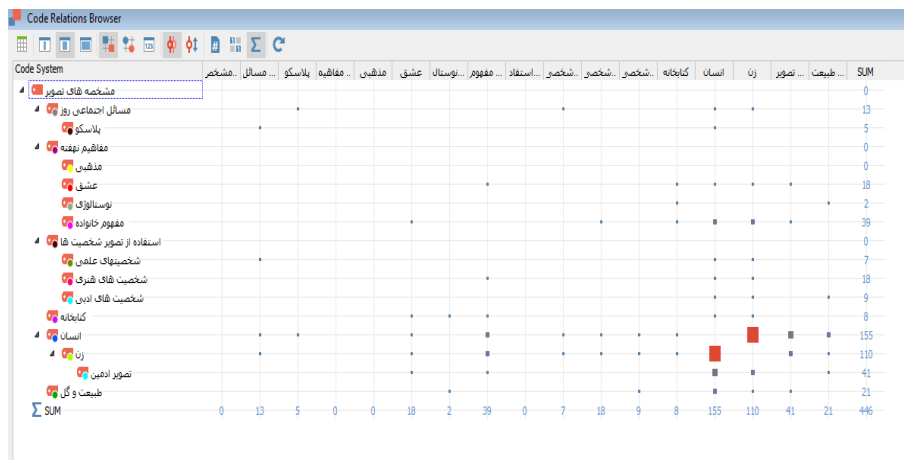 Code Relations Browser
Code System مشخصه.. مسائل ... پلاسکو مفاهیم .. مذهبی عشق نوستال... مفهوم ... استفاد... شخصی.. شخصی.. شخصی.. کتابخانه انسان زن تصویر ... طبیعت ... SUM
مشخصه های تصویر 0
مسائل اجتماعی روز 13
پلاسکو 5
مفاهیم نهفته 0
مذهبی 0
عشق 18
نوستالوژی 2
مفهوم خانواده 39
استفاده از تصویر شخصیت ها 0
شخصیتهای علمی 7
شخصیت های هنری 18
شخصیت های ادبی 9
کتابخانه 8
انسان 155
زن 110
تصویر ادمین 41
طبیعت و گل 21
Σ SUM 0 13 5 0 0 18 2 39 0 7 18 9 8 155 110 41 21 446